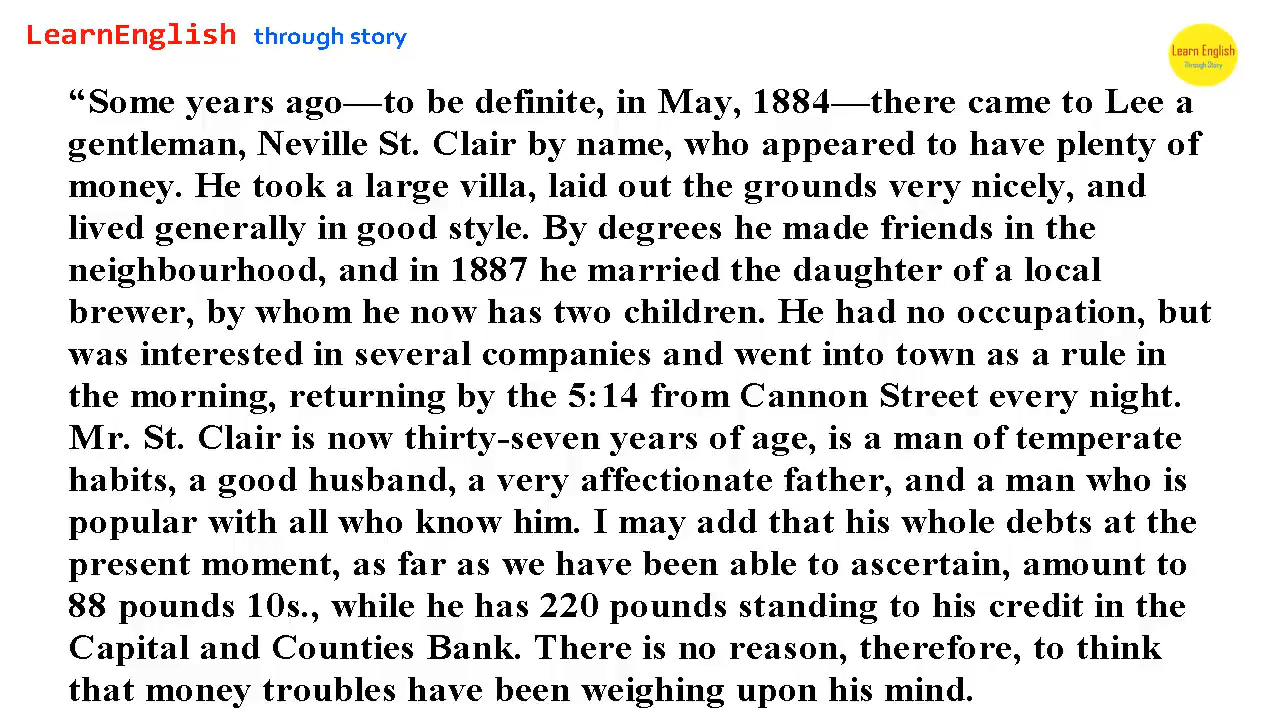 LearnEnglish through story
Learn English
Through Story
“Some years ago—to be definite, in May, 1884—there came to Lee a
gentleman, Neville St. Clair by name, who appeared to have plenty of
money. He took a large villa, laid out the grounds very nicely, and
lived generally in good style. By degrees he made friends in the
neighbourhood, and in 1887 he married the daughter of a local
brewer, by whom he now has two children. He had no occupation, but
was interested in several companies and went into town as a rule in
the morning, returning by the 5:14 from Cannon Street every night.
Mr. St. Clair is now thirty-seven years of age, is a man of temperate
habits, a good husband, a very affectionate father, and a man who is
popular with all who know him. I may add that his whole debts at the
present moment, as far as we have been able to ascertain, amount to
88 pounds 10s., while he has 220 pounds standing to his credit in the
Capital and Counties Bank. There is no reason, therefore, to think
that money troubles have been weighing upon his mind.